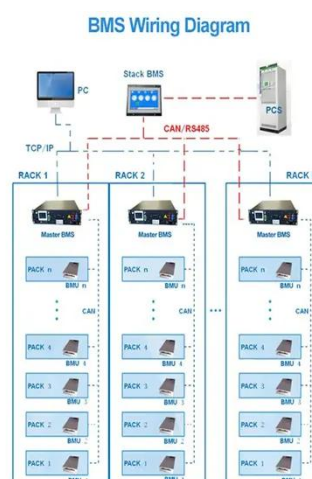 BMS Wiring Diagram
Stack BMS
PC
PCS
CAN/RS485
TCP/IP
RACK 1
RACK 2
RACK
Master BMS
Master BMS
Master BMS
PACK n
BMU n
PACK n
BMU n
PACK n
BMU n
CAN
CAN
CAN
PACK 4
BMU 4
PACK 4
BMU 4
PACK 4
BMU 4
PACK 3
BMU 3
PACK 3
BMU 3
PACK 3
BMU 3
PACK 2
BMU 2
PACK 2
BMU 2
PACK 2
BMU 2
PACK 1
PACK 1
PACK 1